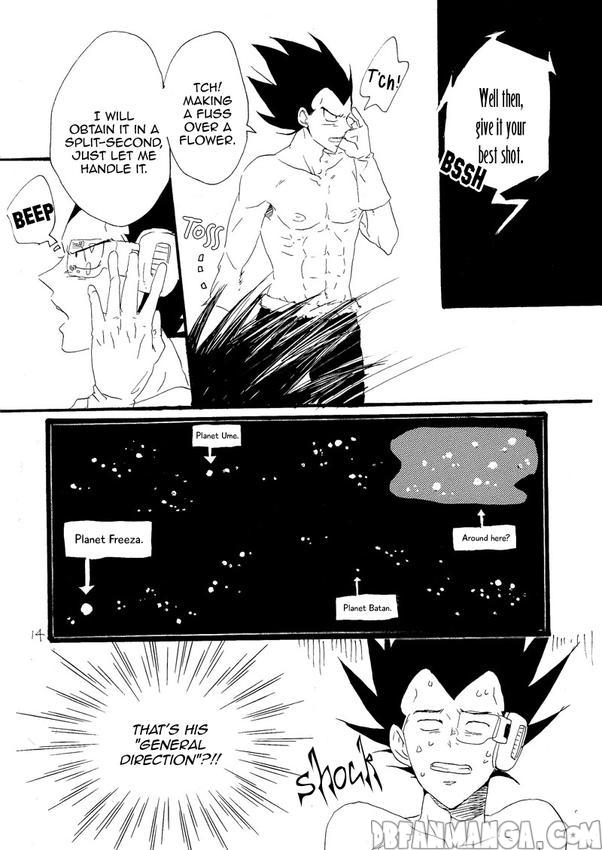 Well then,
give it your
best shot.
BSSH
T'ch!
TCH!
MAKING
A FUSS
OVER A
FLOWER.
I WILL
OBTAIN IT IN A
SPLIT-SECOND,
JUST LET ME
HANDLE IT.
TOSS
BEEP
Planet Ume.
Planet Freeza.
Around here?
Planet Batan.
14
THAT'S HIS
"GENERAL
DIRECTION"?!!
shock
DBFANMANGA.COM